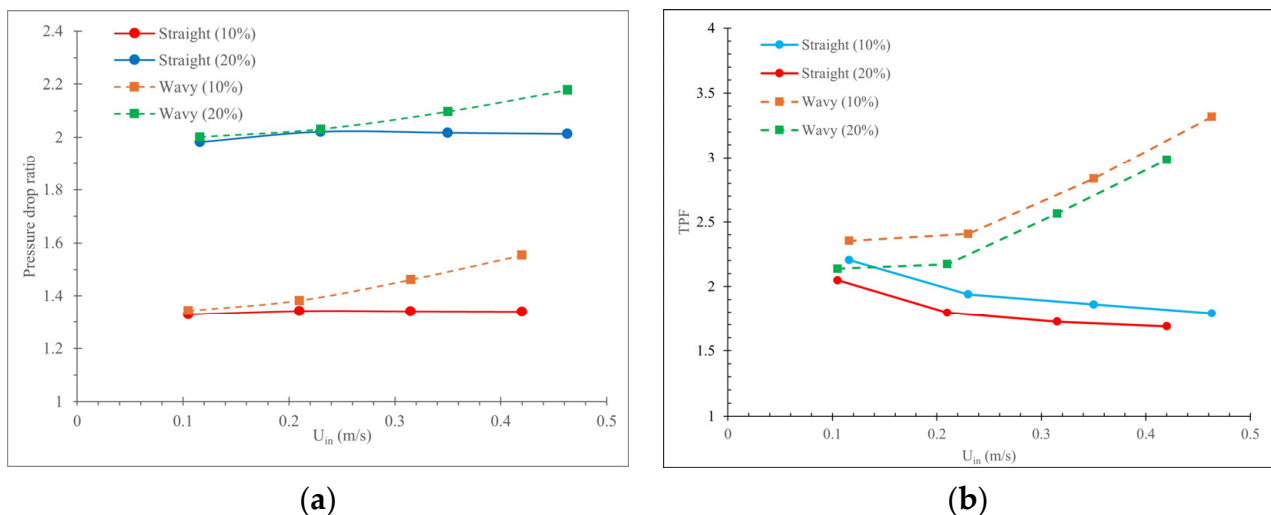 2.4
2.2
2
1.8
1.6
1.4
1.2
1
Pressure drop ratio
Straight (10%)
Straight (20%)
Wavy (10%)
Wavy (20%)
0 0.1 0.2 0.3 0.4 0.5
Uin (m/s)
(a)
4
3.5
3
2.5
2
1.5
1
TPF
Straight (10%)
Straight (20%)
Wavy (10%)
Wavy (20%)
0 0.1 0.2 0.3 0.4 0.5
Uin (m/s)
(b)